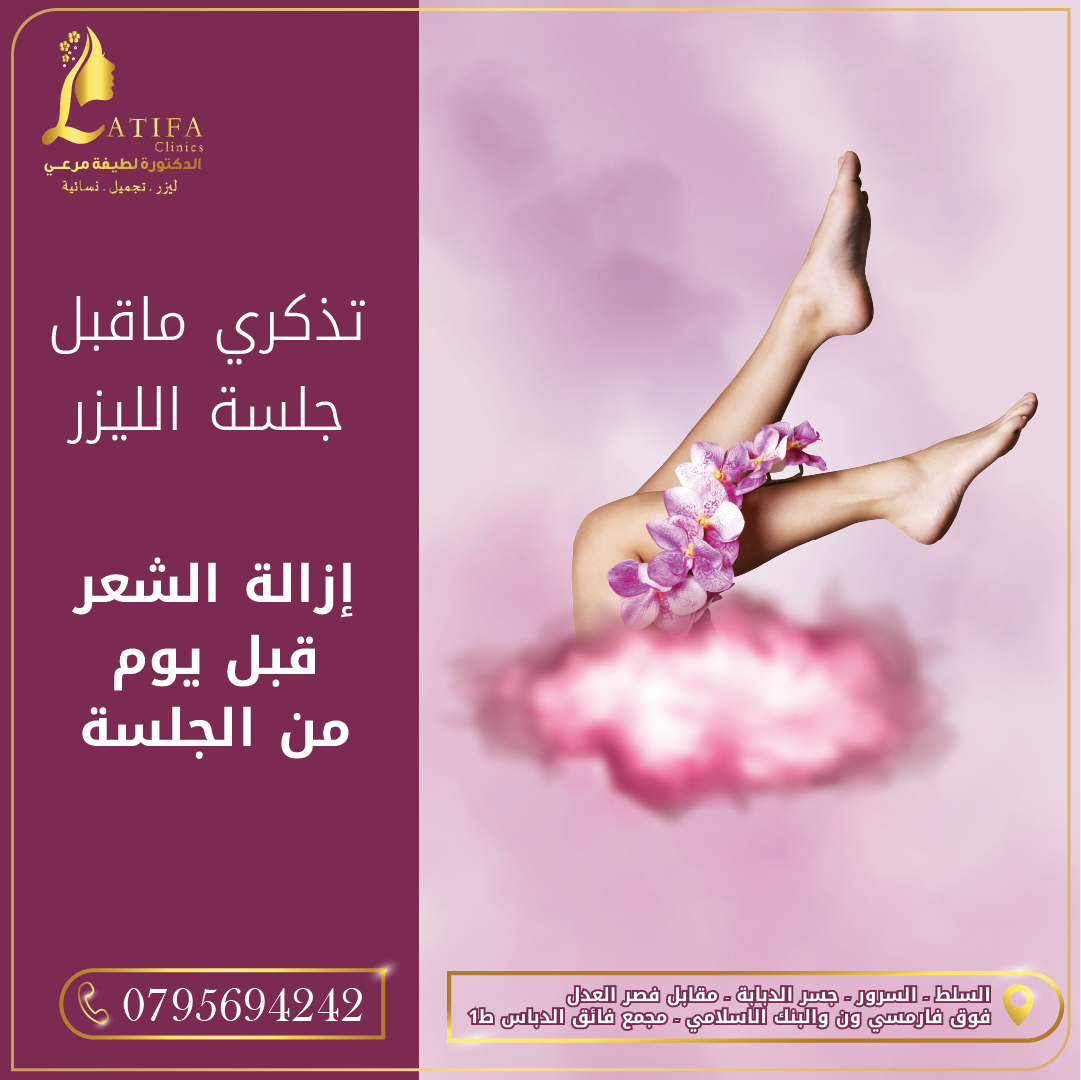 LATIFA
Clinics
الدكتورة لطيفة مرعي
ليزر . تجميل . نسائية
تذكري ماقبل
جلسة الليزر
إزالة الشعر
قبل يوم
من الجلسة
0795694242
السلط - السرور - جسر الدبابة - مقابل قصر العدل
فوق فارمسي ون والبنك الاسلامي - مجمع فائق الدباس ط1